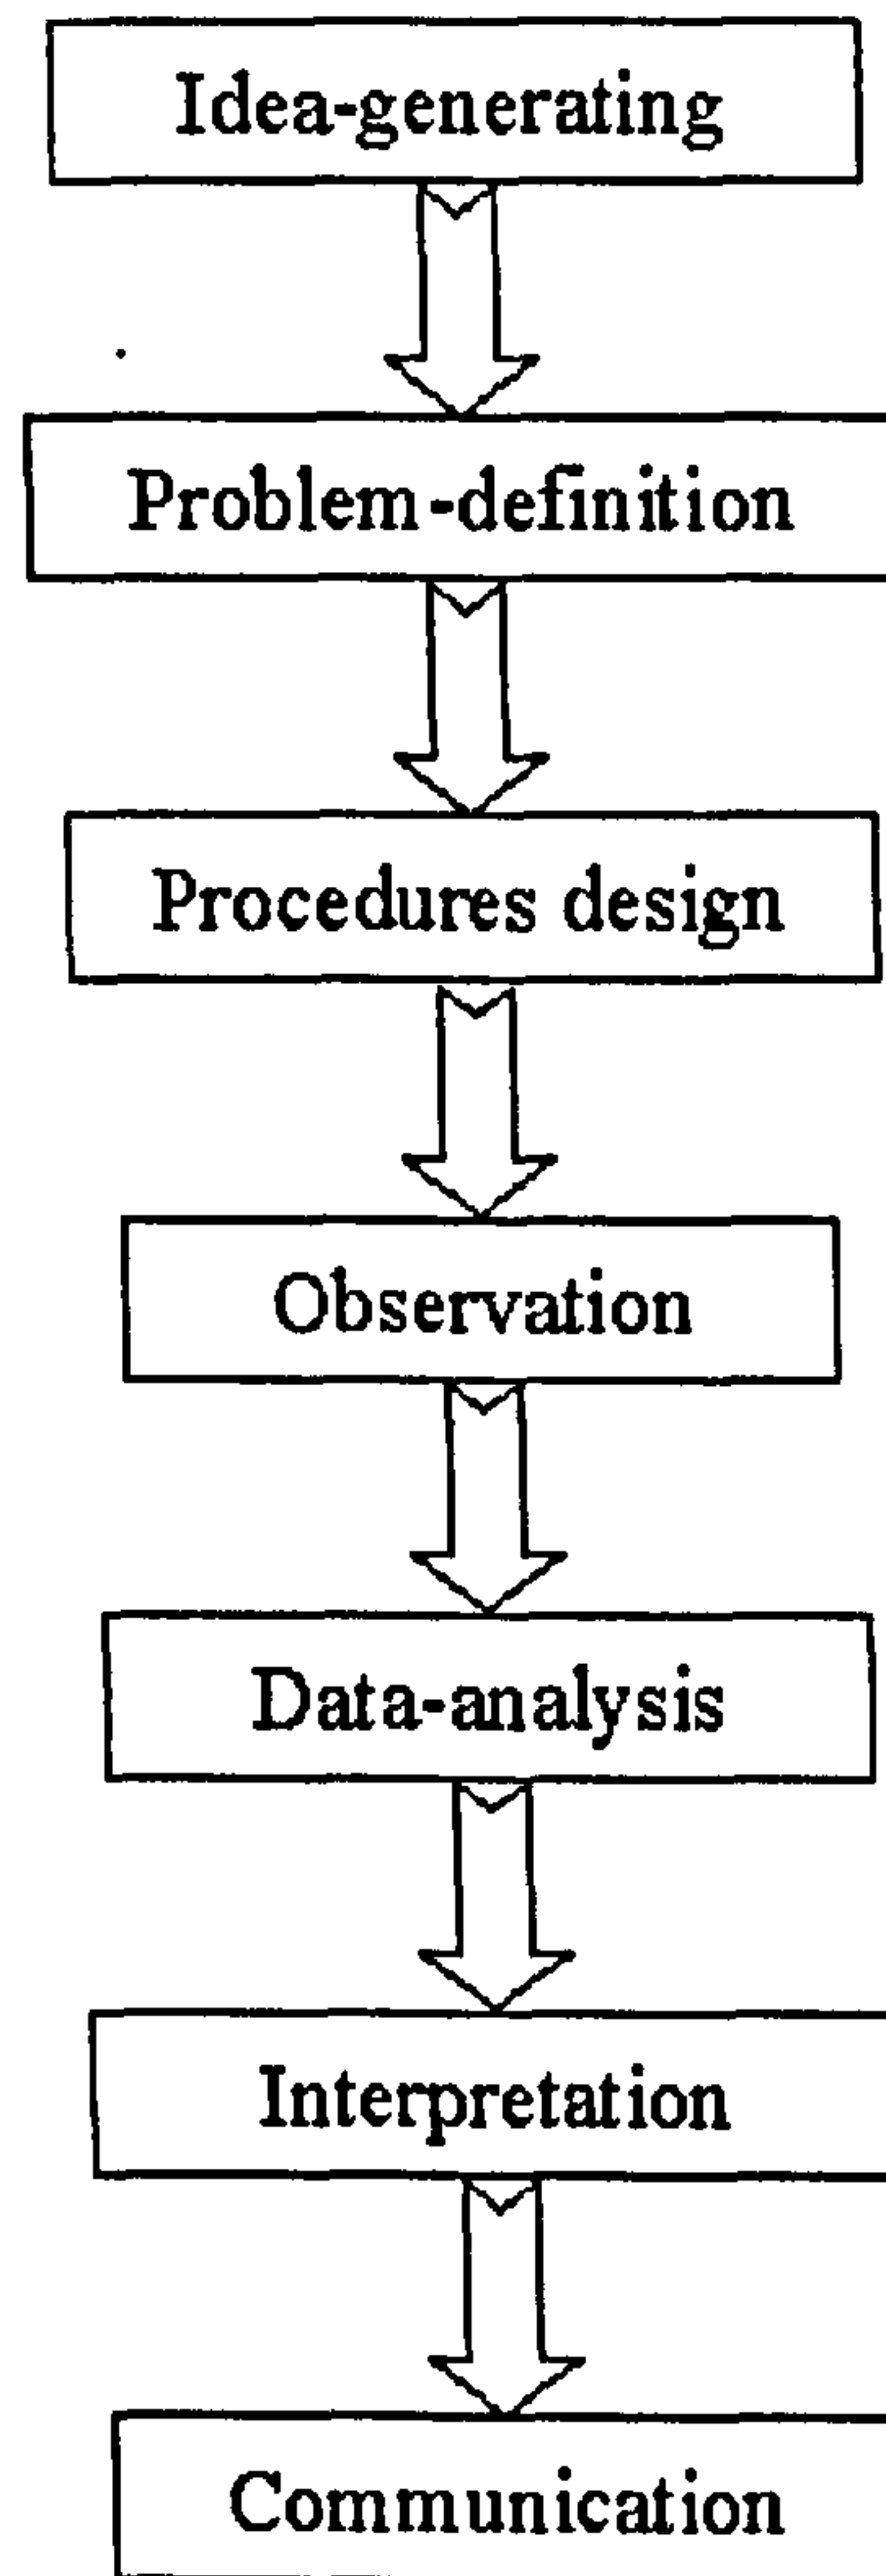 Idea-generating
Problem-definition
Procedures design
Observation
Data-analysis
Interpretation
Communication